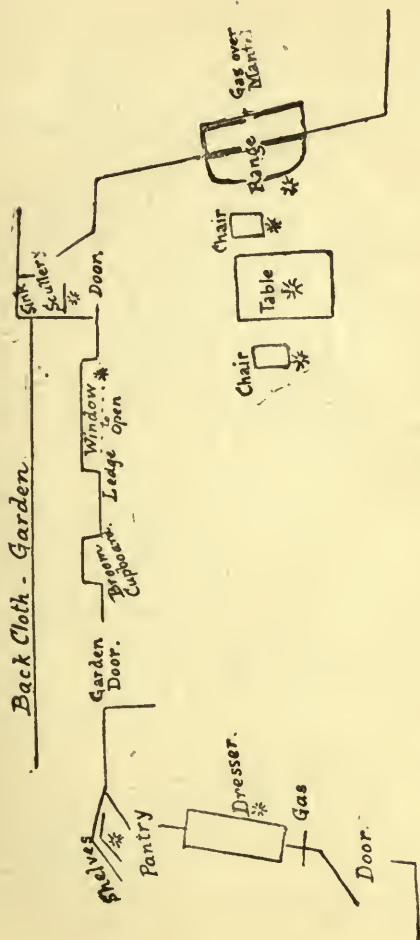 Back Cloth - Garden
Sink
Scullery
Door.
Window
to
open
Ledge
Broom
Cupboard.
Garden
Door.
Shelves
Pantry
Dresser.
Gas
Door.
Chair
Table
Chair
Range
Gas over
Mantel